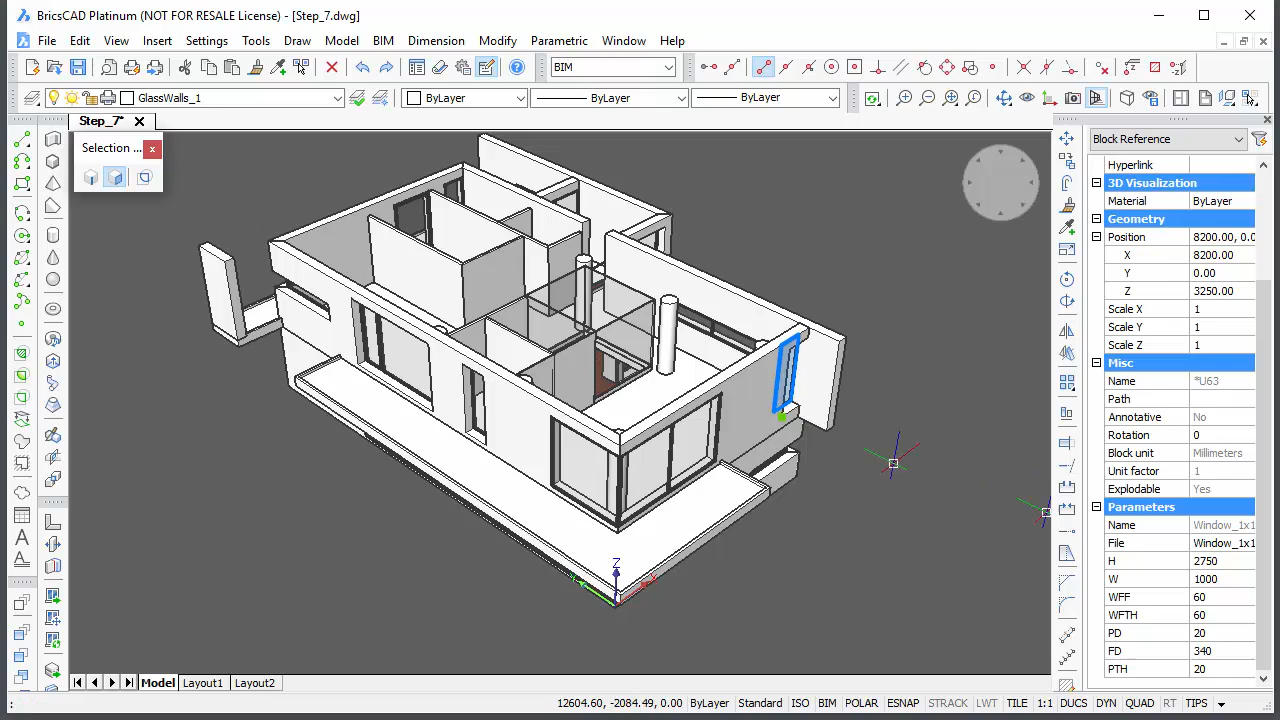 BricsCAD Platinum (NOT FOR RESALE License) - [Step_7.dwg]
File Edit View Insert Settings Tools Draw Model BIM Dimension Modify Parametric Window Help
BIM
GlassWalls_1 ByLayer ByLayer ByLayer
Step_7*
Selection ...
Block Reference
Hyperlink
3D Visualization
Material ByLayer
Geometry
Position 8200.00, 0.0
X 8200.00
Y 0.00
Z 3250.00
Scale X 1
Scale Y 1
Scale Z 1
Misc
Name *U63
Path
Annotative No
Rotation 0
Block unit Millimeters
Unit factor 1
Explodable Yes
Parameters
Name Window_1x1
File Window_1x1
H 2750
W 1000
WFF 60
WFTH 60
PD 20
FD 340
PTH 20
Z
Model Layout1 Layout2
: 12604.60, -2084.49, 0.00 ByLayer Standard ISO BIM POLAR ESNAP STRACK LWT TILE 1:1 DUCS DYN QUAD RT TIPS